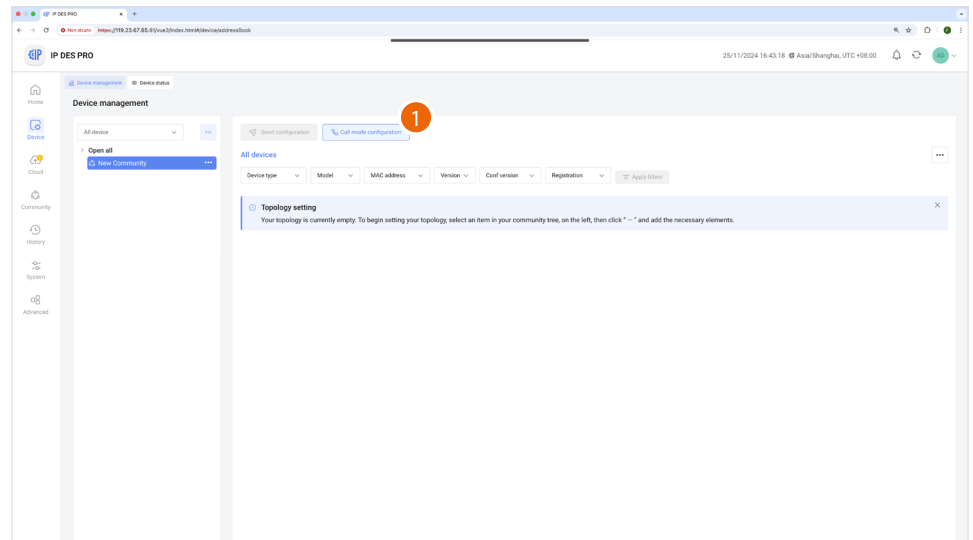 IP DES PRO
Non sicuro https://119.23.67.85:81/vue3/index.html#/device/addressBook
IP
IP DES PRO
25/11/2024 16:43:18 Asia/Shanghai, UTC +08:00
AD
Device management
Device status
Home
Device management
Device
Cloud
Community
History
System
Advanced
All device
Open all
New Community
1
Send configuration
Call mode configuration
All devices
Device type
Model
MAC address
Version
Conf version
Registration
Apply filters
Topology setting
Your topology is currently empty. To begin setting your topology, select an item in your community tree, on the left, then click " ··· " and add the necessary elements.